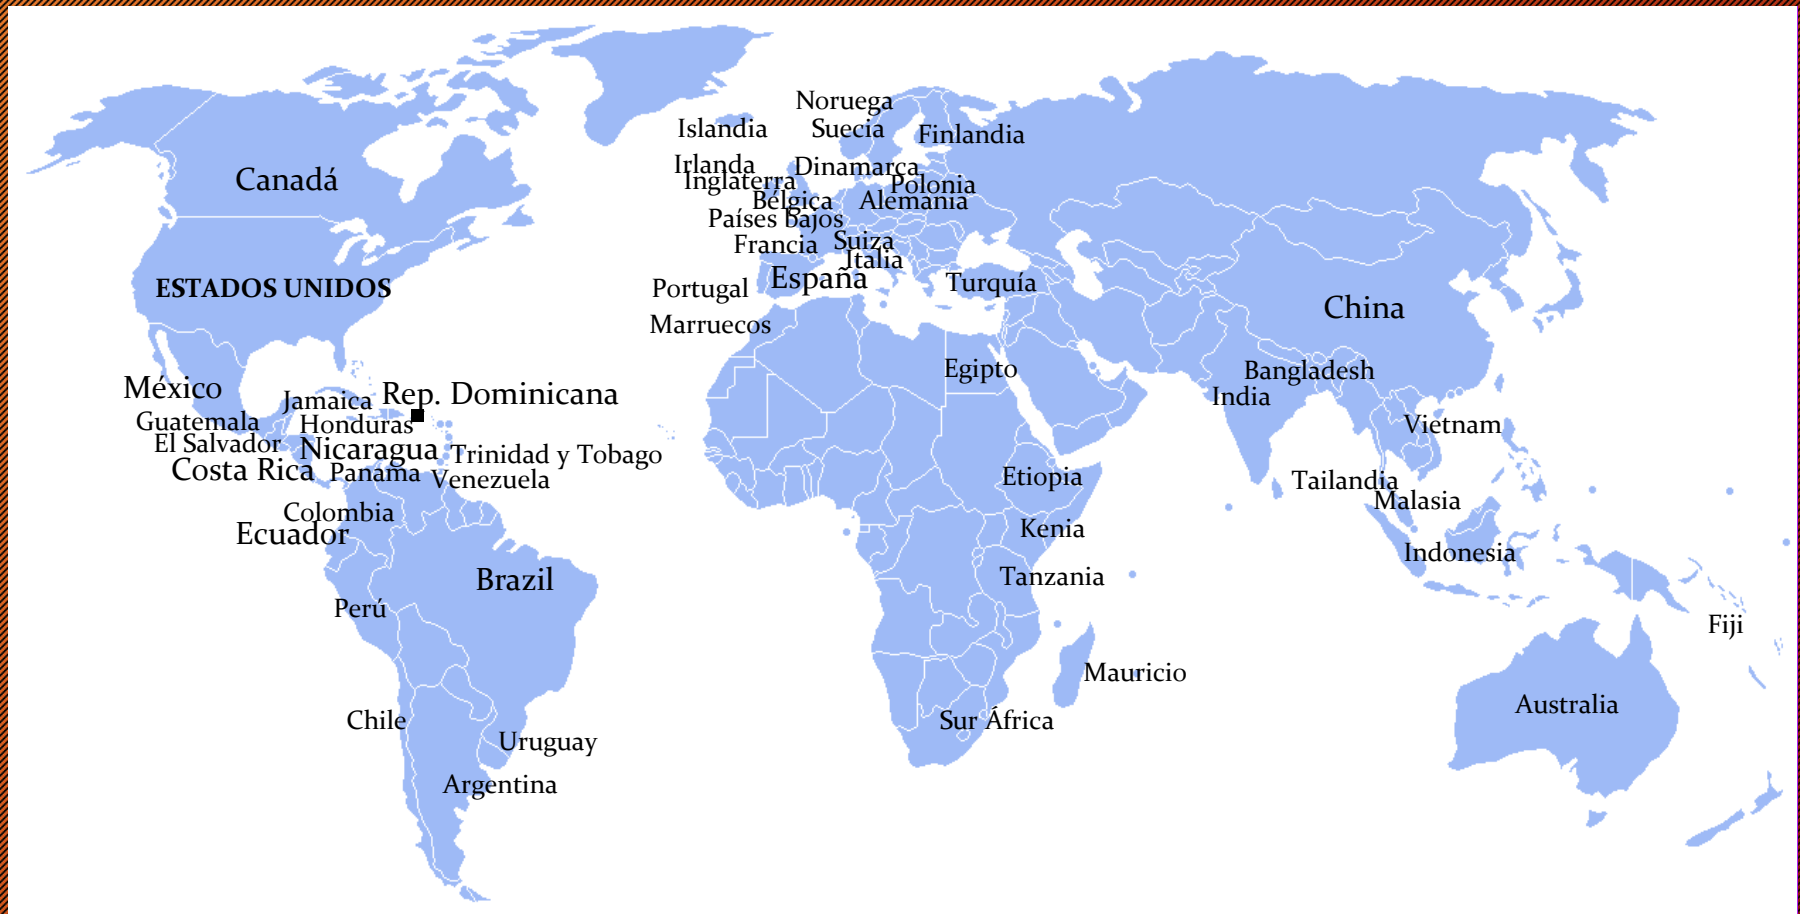 Noruega
Islandia
Suecia
Finlandia
Irlanda
Dinamarca
Inglaterra
Polonia
Canadá
Bélgica
Alemania
Países bajos
Francia
Suiza
Italia
España
Portugal
Turquía
ESTADOS UNIDOS
Marruecos
China
Egipto
Bangladesh
India
México
Jamaica
Rep. Dominicana
Guatemala
Honduras
Vietnam
El Salvador
Nicaragua
Trinidad y Tobago
Costa Rica
Panama
Venezuela
Etiopia
Tailandia
Malasia
Colombia
Ecuador
Kenia
Indonesia
Brazil
Tanzania
Perú
Fiji
Mauricio
Australia
Chile
Sur África
Uruguay
Argentina